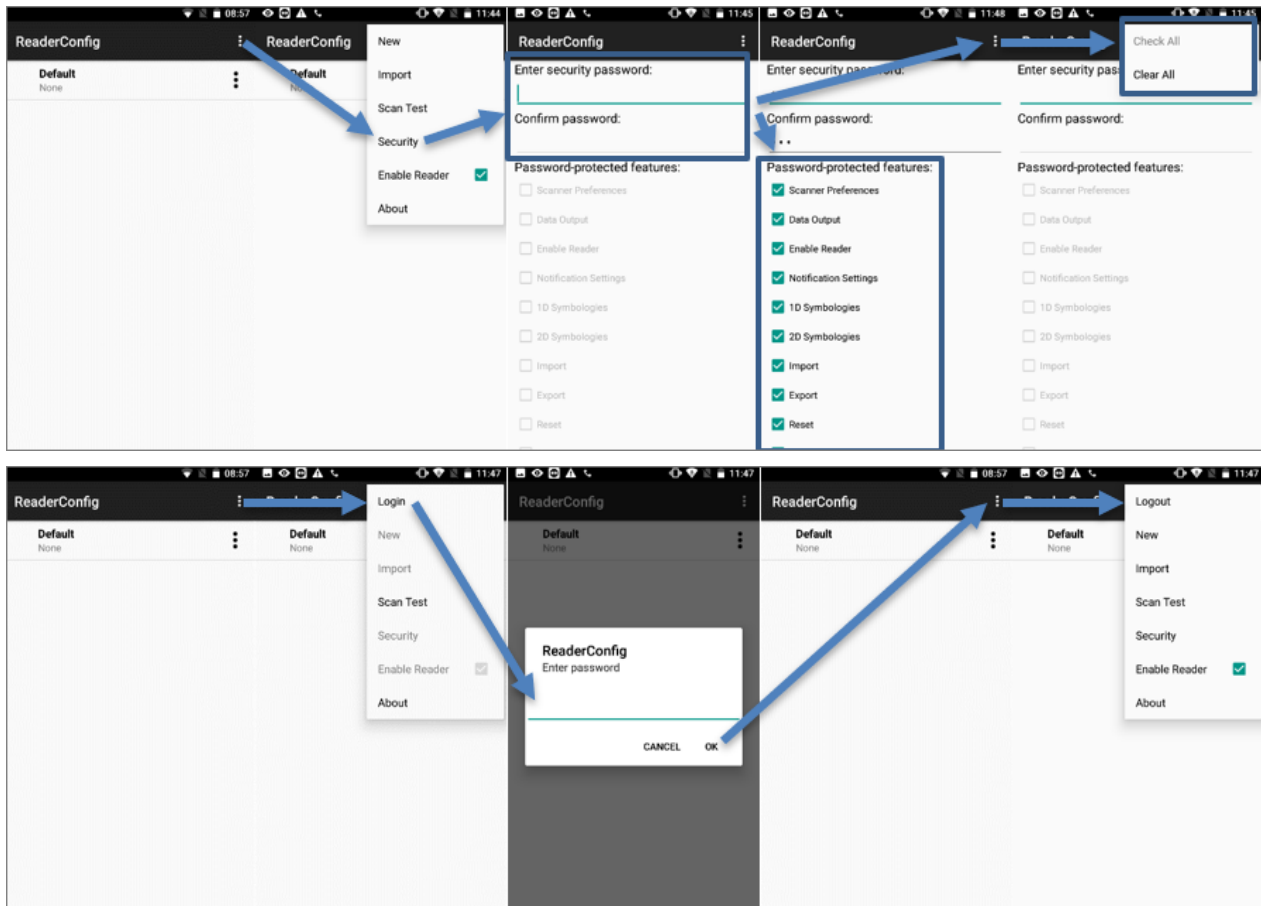 08:57
ReaderConfig
Default
None
11:44
ReaderConfig
Default
New
Import
Scan Test
Security
Enable Reader
About
11:45
ReaderConfig
Enter security password:
Confirm password:
Password-protected features:
Scanner Preferences
Data Output
Enable Reader
Notification Settings
1D Symbologies
2D Symbologies
Import
Export
Reset
11:48
ReaderConfig
Enter security password:
Confirm password:
Password-protected features:
Scanner Preferences
Data Output
Enable Reader
Notification Settings
1D Symbologies
2D Symbologies
Import
Export
Reset
11:45
Check All
Clear All
Enter security pas
Confirm password:
Password-protected features:
Scanner Preferences
Data Output
Enable Reader
Notification Settings
1D Symbologies
2D Symbologies
Import
Export
Reset
08:57
ReaderConfig
Default
None
11:47
Default
None
Login
New
Import
Scan Test
Security
Enable Reader
About
11:47
ReaderConfig
Default
None
ReaderConfig
Enter password
CANCEL OK
08:57
ReaderConfig
Default
None
11:47
Default
None
Logout
New
Import
Scan Test
Security
Enable Reader
About